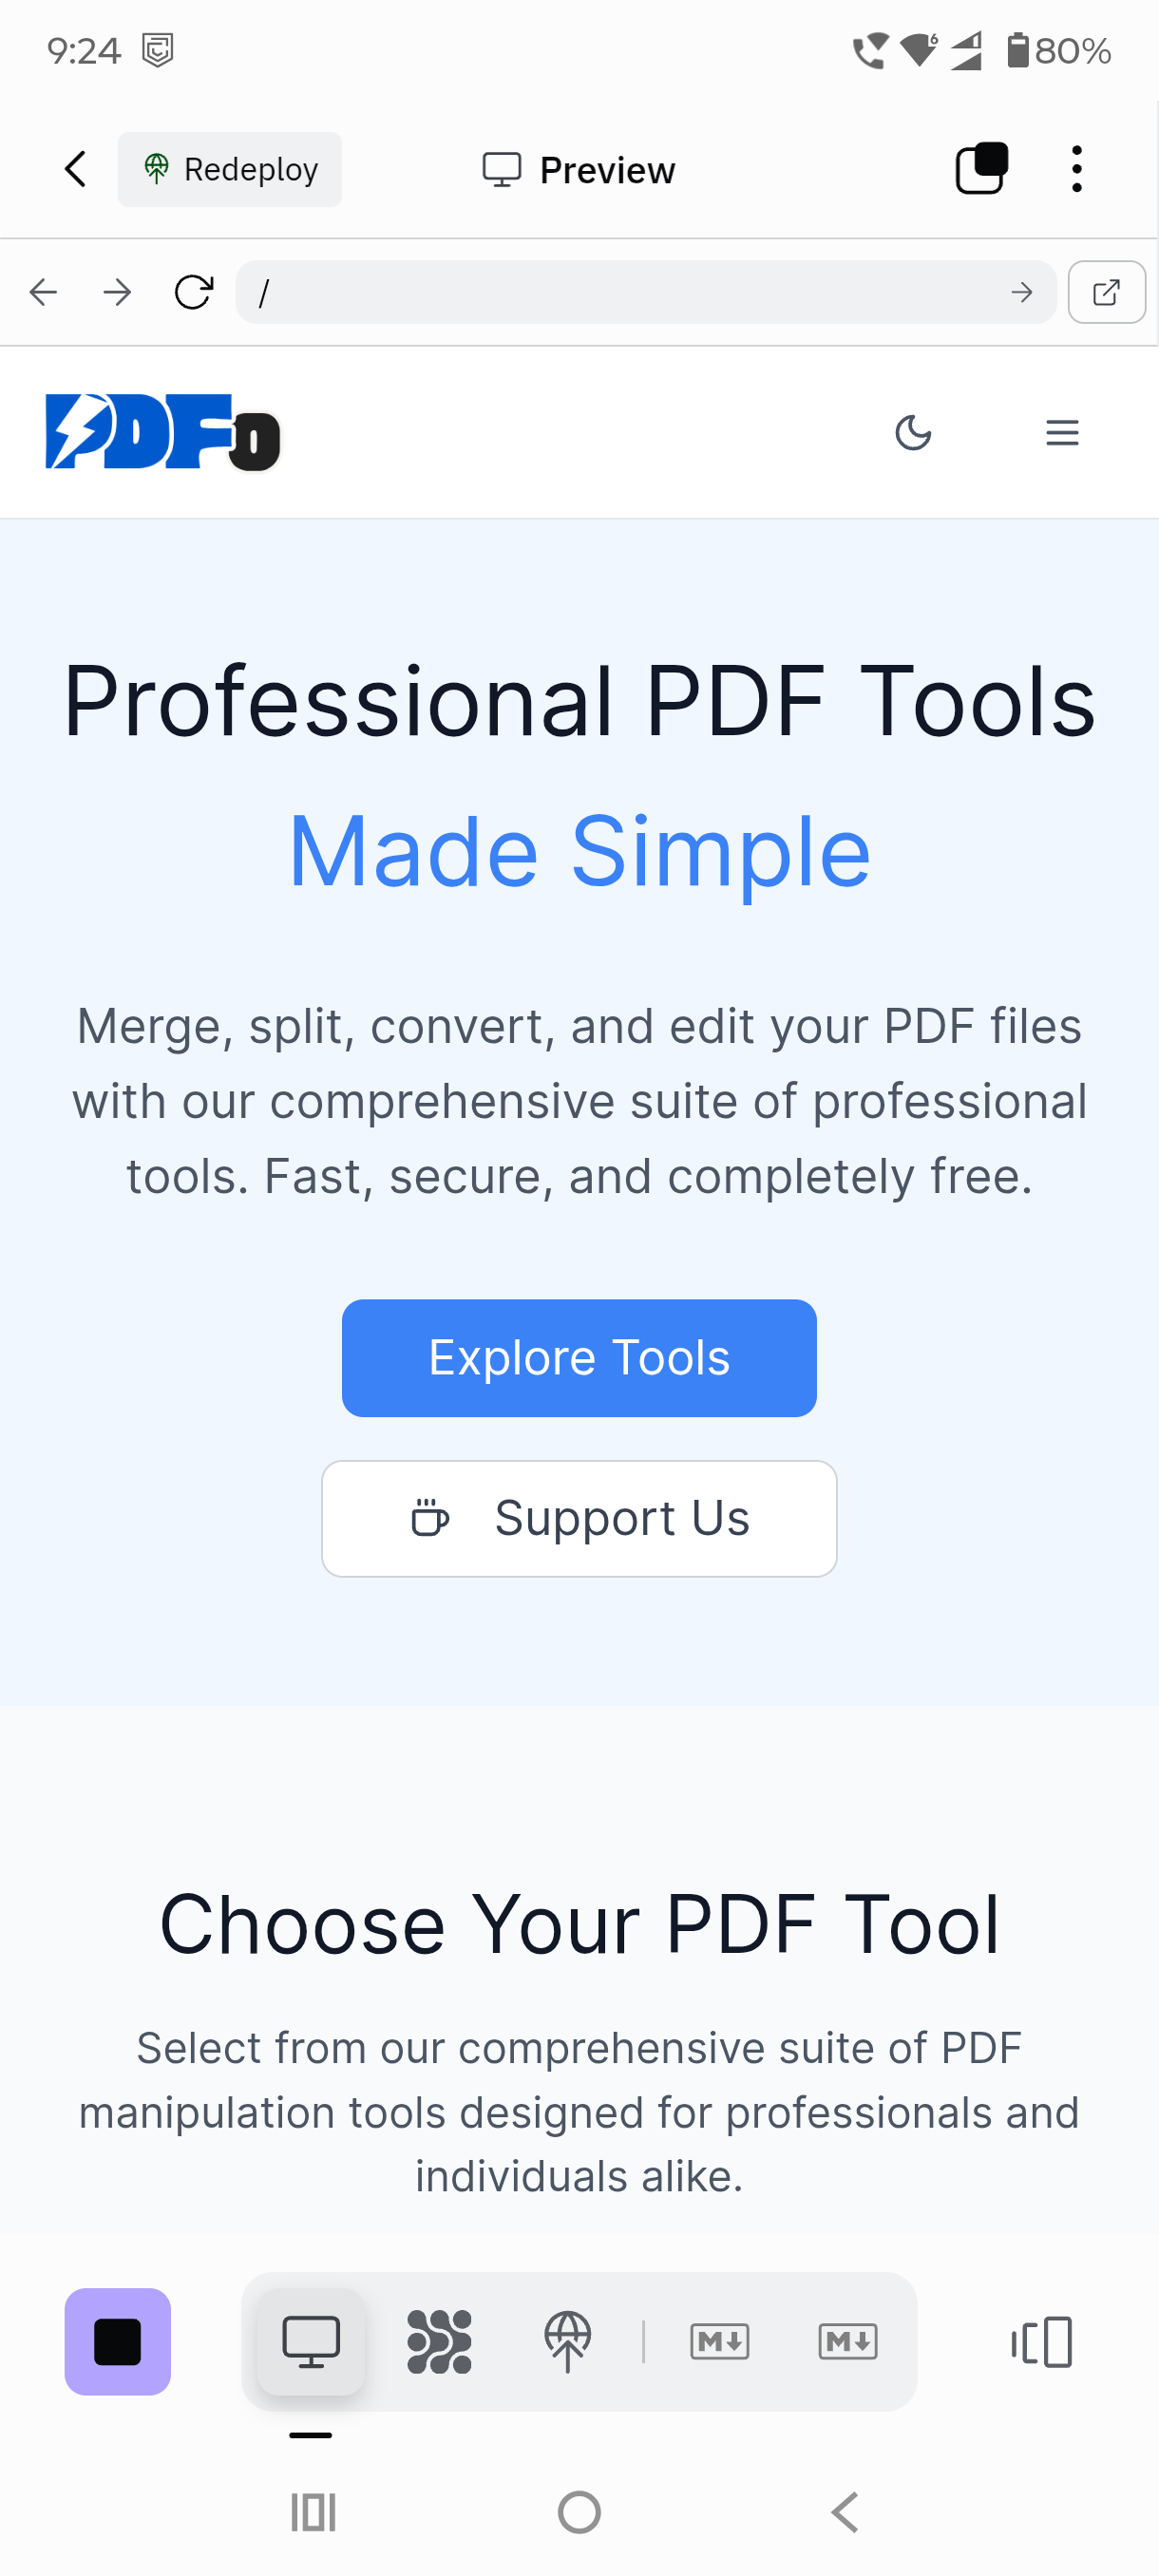 9:24
6
80%
Redeploy
Preview
/
PDFo
Professional PDF Tools
Made Simple
Merge, split, convert, and edit your PDF files
with our comprehensive suite of professional
tools. Fast, secure, and completely free.
Explore Tools
Support Us
Choose Your PDF Tool
Select from our comprehensive suite of PDF
manipulation tools designed for professionals and
individuals alike.
M M